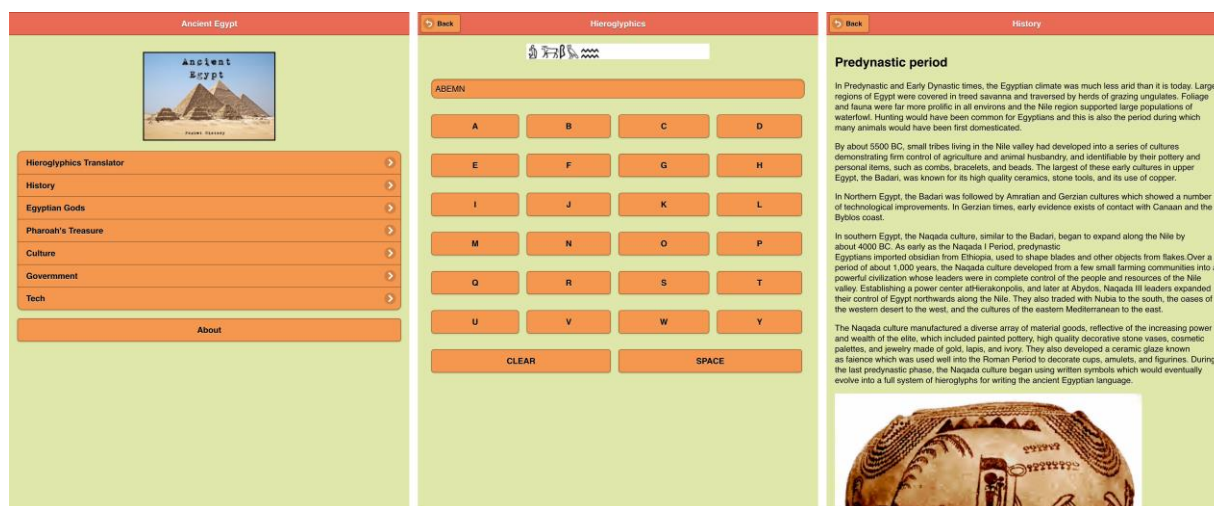 Ancient Egypt
Ancient
Egypt
Pocket History
Hieroglyphics Translator
History
Egyptian Gods
Pharoah's Treasure
Culture
Government
Tech
About
Back
Hieroglyphics
ABEMN
A B C D
E F G H
I J K L
M N O P
Q R S T
U V W Y
CLEAR SPACE
Back
History
Predynastic period
In Predynastic and Early Dynastic times, the Egyptian climate was much less arid than it is today. Large
regions of Egypt were covered in treed savanna and traversed by herds of grazing ungulates. Foliage
and fauna were far more prolific in all environs and the Nile region supported large populations of
waterfowl. Hunting would have been common for Egyptians and this is also the period during which
many animals would have been first domesticated.
By about 5500 BC, small tribes living in the Nile valley had developed into a series of cultures
demonstrating firm control of agriculture and animal husbandry, and identifiable by their pottery and
personal items, such as combs, bracelets, and beads. The largest of these early cultures in upper
Egypt, the Badari, was known for its high quality ceramics, stone tools, and its use of copper.
In Northern Egypt, the Badari was followed by Amratian and Gerzian cultures which showed a number
of technological improvements. In Gerzian times, early evidence exists of contact with Canaan and the
Byblos coast.
In southern Egypt, the Naqada culture, similar to the Badari, began to expand along the Nile by
about 4000 BC. As early as the Naqada I Period, predynastic
Egyptians imported obsidian from Ethiopia, used to shape blades and other objects from flakes.Over a
period of about 1,000 years, the Naqada culture developed from a few small farming communities into a
powerful civilization whose leaders were in complete control of the people and resources of the Nile
valley. Establishing a power center atHierakonpolis, and later at Abydos, Naqada III leaders expanded
their control of Egypt northwards along the Nile. They also traded with Nubia to the south, the oases of
the western desert to the west, and the cultures of the eastern Mediterranean to the east.
The Naqada culture manufactured a diverse array of material goods, reflective of the increasing power
and wealth of the elite, which included painted pottery, high quality decorative stone vases, cosmetic
palettes, and jewelry made of gold, lapis, and ivory. They also developed a ceramic glaze known
as faience which was used well into the Roman Period to decorate cups, amulets, and figurines. During
the last predynastic phase, the Naqada culture began using written symbols which would eventually
evolve into a full system of hieroglyphs for writing the ancient Egyptian language.